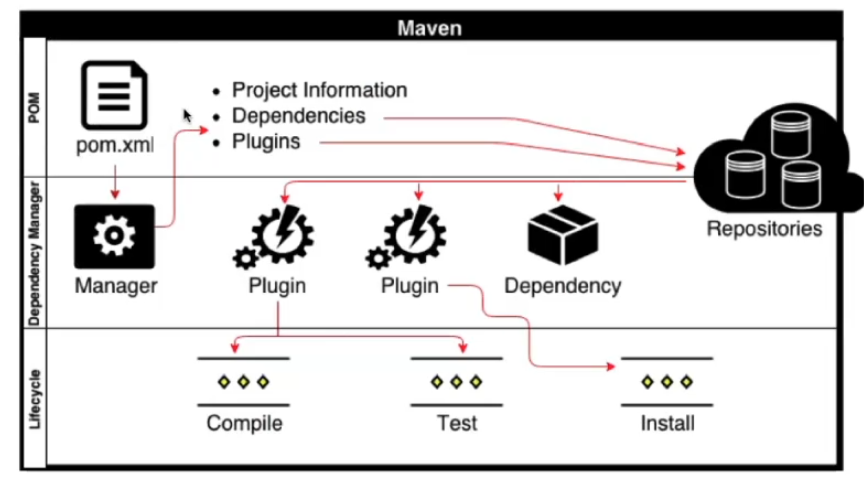 Maven
POM
pom.xml
Project Information
Dependencies
Plugins
Repositories
Dependency Manager
Manager
Plugin
Plugin
Dependency
Lifecycle
Compile
Test
Install